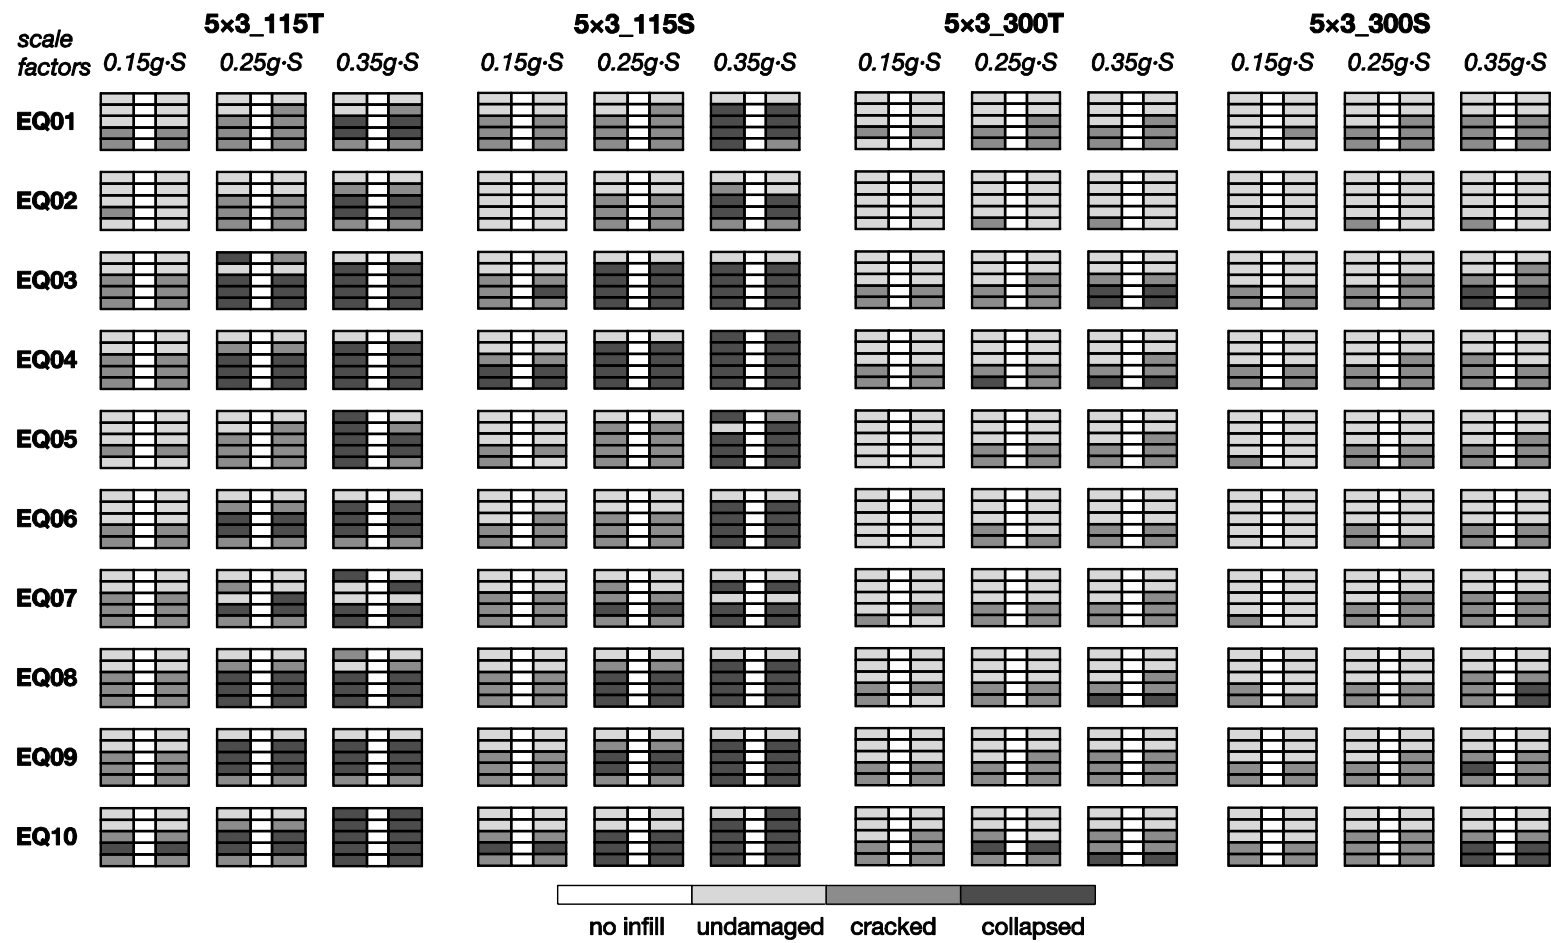 5×3_115T 5×3_115S 5×3_300T 5×3_300S
scale
factors 0.15g·S 0.25g·S 0.35g·S 0.15g·S 0.25g·S 0.35g·S 0.15g·S 0.25g·S 0.35g·S 0.15g·S 0.25g·S 0.35g·S
EQ01
EQ02
EQ03
EQ04
EQ05
EQ06
EQ07
EQ08
EQ09
EQ10
no infill undamaged cracked collapsed